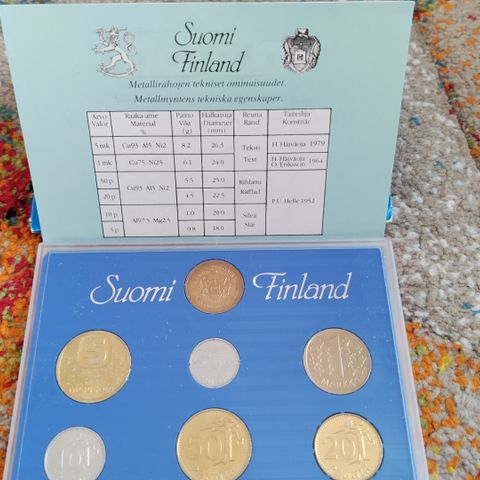 Suomi
Finland
Metallirahojen tekniset ominaisuudet.
Metallmyntens tekniska egenskaper.
Arvo Raaka-aine Paino Halkaisija Reuna Taiteilija
Valör Material Vikt Diameter Rand. Konstnär
% (g) (mm)
5 mk Cu93 Al5 Ni2 8.2 26.3 Teksti H. Häiväoja 1979
1 mk Cu75 Ni25 6.1 24.0 Text H. Häiväoja 1964
O. Eriksson
50 p Cu93 Al5 Ni2 5.5 25.0 Rihlattu P.U. Helle 1952
20 p 4.5 22.5 Räfflad
10 p Al97.5 Mg2.5 1.0 20.0 Sileä
5 p 0.8 18.0 Slät
Suomi Finland
5
1
MARKKA
10
50
20